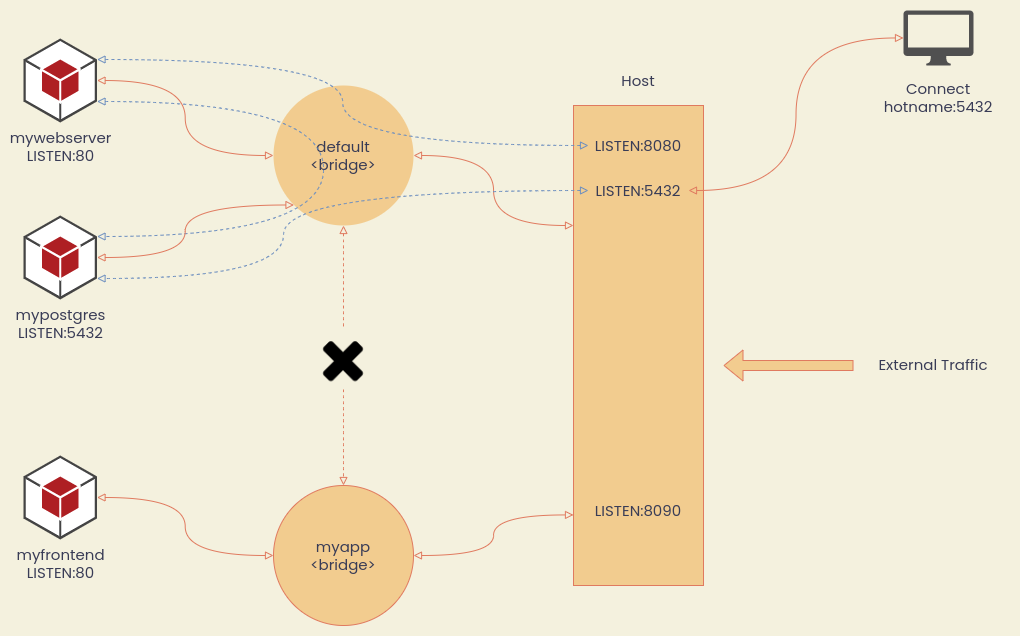 Host
Connect
hotname:5432
mywebserver
LISTEN:80
default
<bridge>
LISTEN:8080
LISTEN:5432
mypostgres
LISTEN:5432
External Traffic
LISTEN:8090
myfrontend
LISTEN:80
myapp
<bridge>